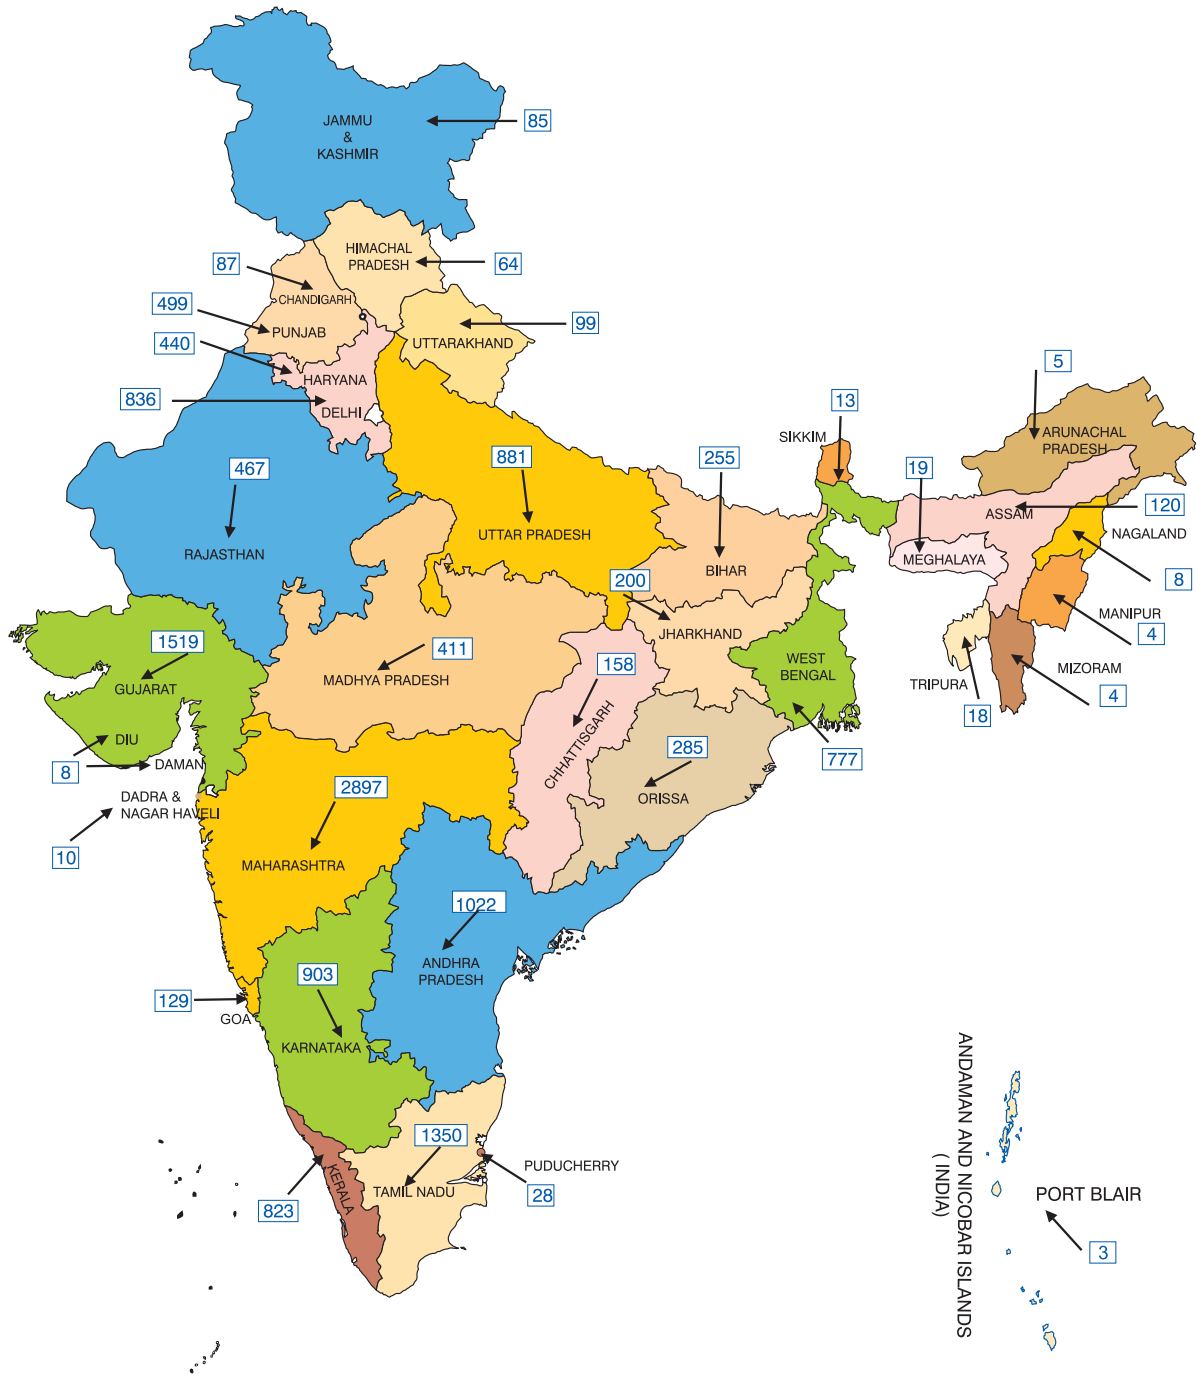 85
JAMMU
&
KASHMIR
HIMACHAL
PRADESH
64
87
CHANDIGARH
499
PUNJAB
99
UTTARAKHAND
440
HARYANA
836
DELHI
5
ARUNACHAL
PRADESH
13
SIKKIM
881
UTTAR PRADESH
255
BIHAR
467
RAJASTHAN
19
MEGHALAYA
120
ASSAM
NAGALAND
8
MANIPUR
4
MIZORAM
4
TRIPURA
18
200
JHARKHAND
WEST
BENGAL
777
1519
GUJARAT
411
MADHYA PRADESH
158
CHHATTISGARH
285
ORISSA
DIU
8
DAMAN
DADRA &
NAGAR HAVELI
10
2897
MAHARASHTRA
1022
ANDHRA
PRADESH
903
KARNATAKA
129
GOA
1350
TAMIL NADU
PUDUCHERRY
28
823
KERALA
ANDAMAN AND NICOBAR ISLANDS
( INDIA)
PORT BLAIR
3